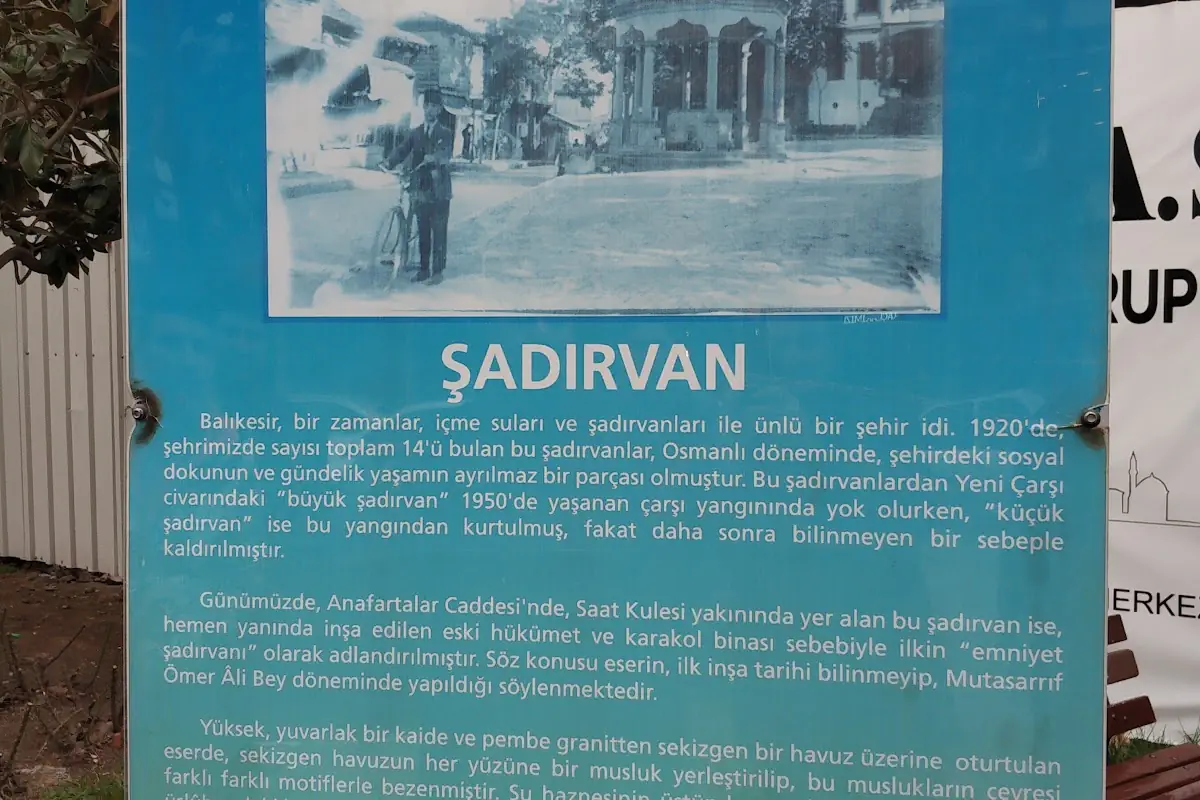 ŞADIRVAN
Balıkesir, bir zamanlar, içme suları ve şadırvanları ile ünlü bir şehir idi. 1920'de,
şehrimizde sayısı toplam 14'ü bulan bu şadırvanlar, Osmanlı döneminde, şehirdeki sosyal
dokunun ve gündelik yaşamın ayrılmaz bir parçası olmuştur. Bu şadırvanlardan Yeni Çarşı
civarındaki “büyük şadırvan” 1950'de yaşanan çarşı yangınında yok olurken, “küçük
şadırvan” ise bu yangından kurtulmuş, fakat daha sonra bilinmeyen bir sebeple
kaldırılmıştır.
Günümüzde, Anafartalar Caddesi'nde, Saat Kulesi yakınında yer alan bu şadırvan ise,
hemen yanında inşa edilen eski hükümet ve karakol binası sebebiyle ilkin “emniyet
şadırvanı” olarak adlandırılmıştır. Söz konusu eserin, ilk inşa tarihi bilinmeyip, Mutasarrıf
Ömer Âli Bey döneminde yapıldığı söylenmektedir.
Yüksek, yuvarlak bir kaide ve pembe granitten sekizgen bir havuz üzerine oturtulan
eserde, sekizgen havuzun her yüzüne bir musluk yerleştirilip, bu muslukların çevresi
farklı farklı motiflerle bezenmiştir. Su haznesinin
A.S
RUP
ERKE